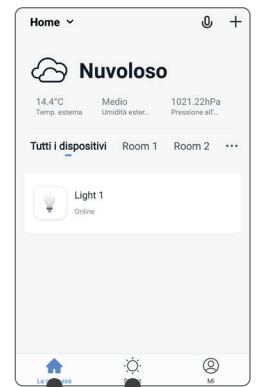 Home
Nuvoloso
14.4°C Medio 1021.22hPa
Temp. esterna Umidità ester.. Pressione all'...
Tutti i dispositivi Room 1 Room 2 ...
Light 1
Online
La Mi